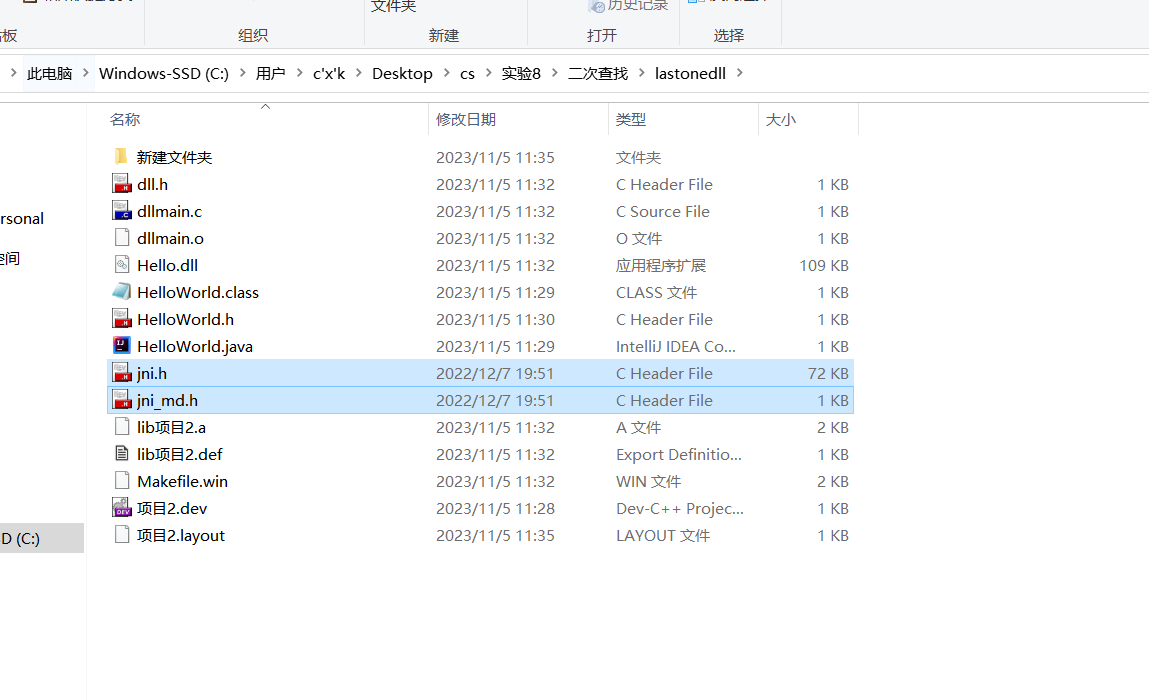 文件夹
历史记录
板
组织
新建
打开
选择
此电脑 Windows-SSD (C:) 用户 c'x'k Desktop cs 实验8 二次查找 lastonedll
名称 修改日期 类型 大小
新建文件夹 2023/11/5 11:35 文件夹
dll.h 2023/11/5 11:32 C Header File 1 KB
dllmain.c 2023/11/5 11:32 C Source File 1 KB
dllmain.o 2023/11/5 11:32 O 文件 1 KB
Hello.dll 2023/11/5 11:32 应用程序扩展 109 KB
HelloWorld.class 2023/11/5 11:29 CLASS 文件 1 KB
HelloWorld.h 2023/11/5 11:30 C Header File 1 KB
HelloWorld.java 2023/11/5 11:29 IntelliJ IDEA Co... 1 KB
jni.h 2022/12/7 19:51 C Header File 72 KB
jni_md.h 2022/12/7 19:51 C Header File 1 KB
lib项目2.a 2023/11/5 11:32 A 文件 2 KB
lib项目2.def 2023/11/5 11:32 Export Definitio... 1 KB
Makefile.win 2023/11/5 11:32 WIN 文件 2 KB
项目2.dev 2023/11/5 11:28 Dev-C++ Projec... 1 KB
项目2.layout 2023/11/5 11:35 LAYOUT 文件 1 KB
rsonal
空间
D (C:)